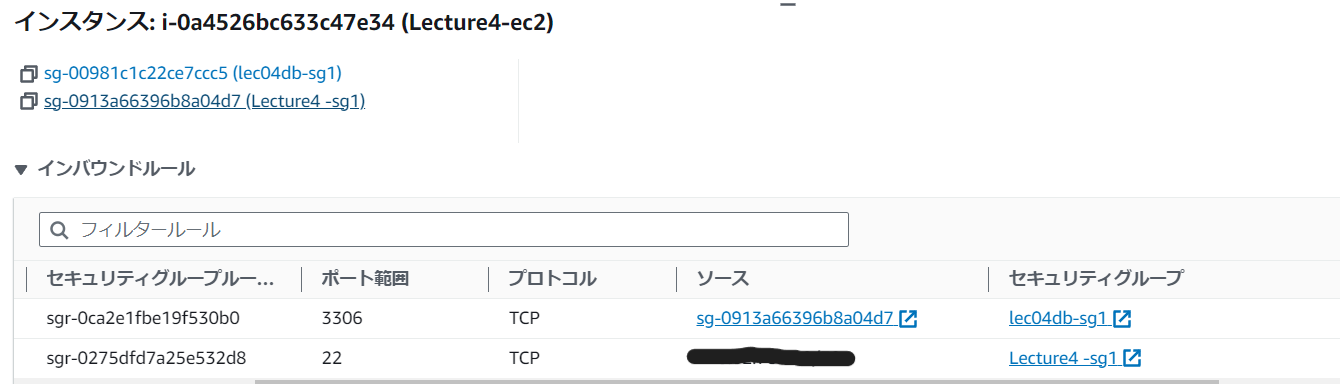 インスタンス: i-0a4526bc633c47e34 (Lecture4-ec2)
sg-00981c1c22ce7ccc5 (lec04db-sg1)
sg-0913a66396b8a04d7 (Lecture4 -sg1)
▼ インバウンドルール
フィルタールール
セキュリティグループルー... ポート範囲 プロトコル ソース セキュリティグループ
sgr-0ca2e1fbe19f530b0 3306 TCP sg-0913a66396b8a04d7 lec04db-sg1
sgr-0275dfd7a25e532d8 22 TCP Lecture4 -sg1